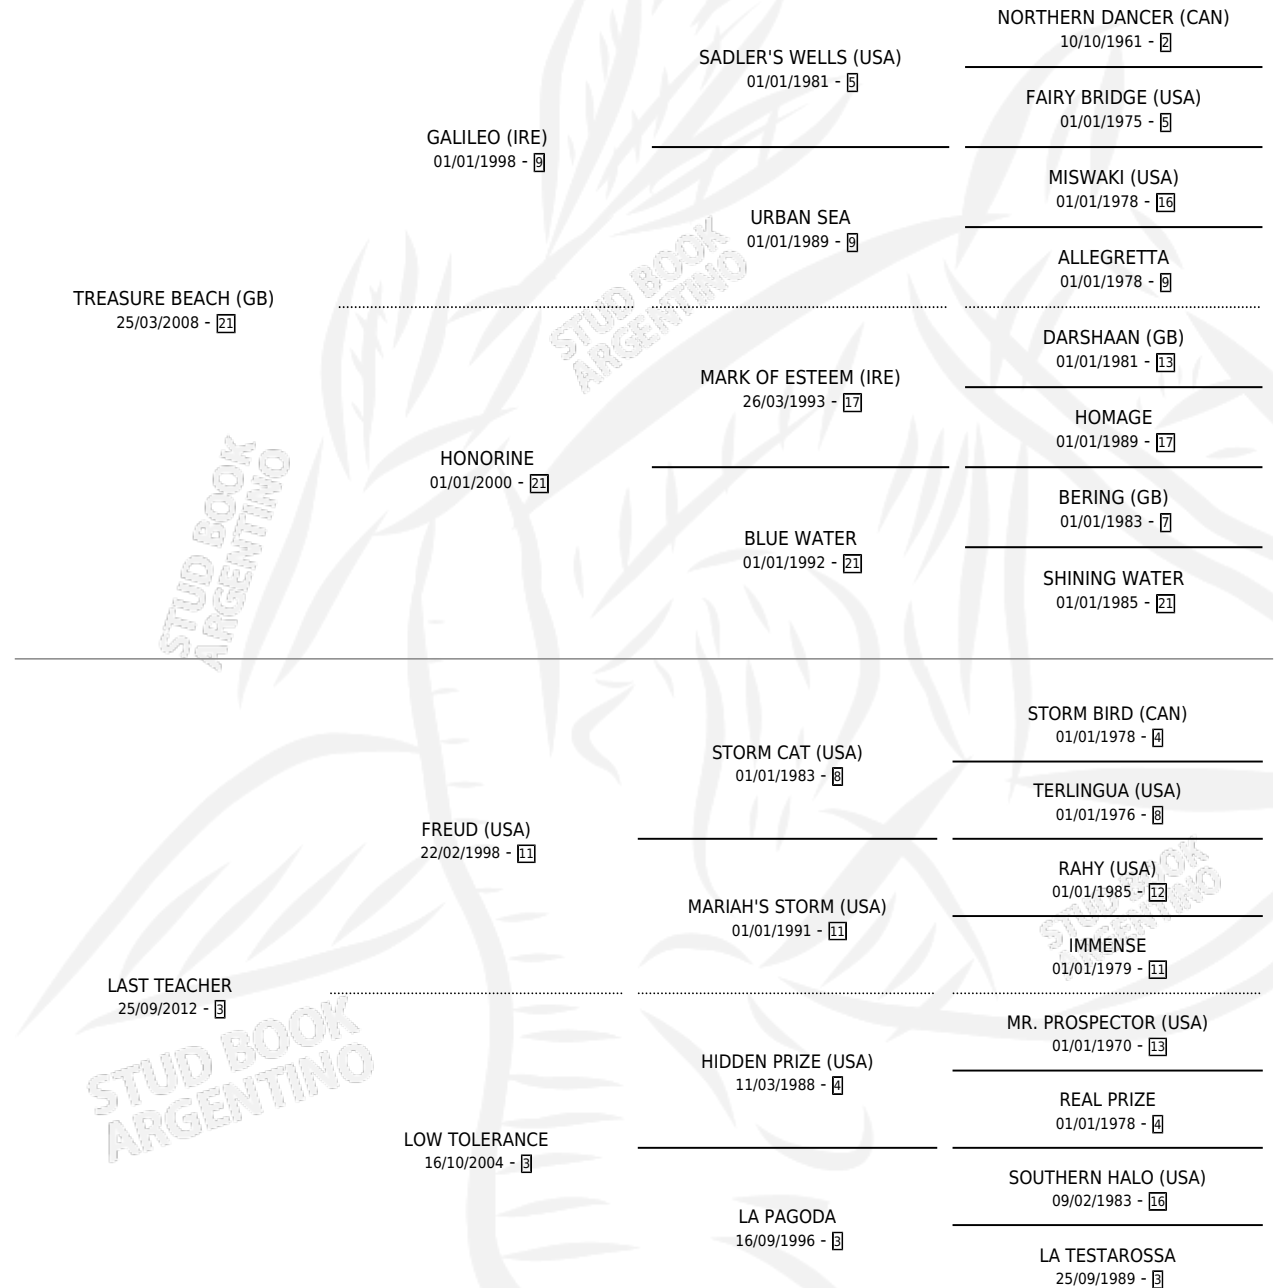 NORTHERN DANCER (CAN)
10/10/1961 - 2
SADLER'S WELLS (USA)
01/01/1981 - 5
FAIRY BRIDGE (USA)
01/01/1975 - 5
GALILEO (IRE)
01/01/1998 - 9
MISWAKI (USA)
01/01/1978 - 16
URBAN SEA
01/01/1989 - 9
ALLEGRETTA
01/01/1978 - 9
TREASURE BEACH (GB)
25/03/2008 - 21
DARSHAAN (GB)
01/01/1981 - 13
MARK OF ESTEEM (IRE)
26/03/1993 - 17
HOMAGE
01/01/1989 - 17
HONORINE
01/01/2000 - 21
BERING (GB)
01/01/1983 - 7
BLUE WATER
01/01/1992 - 21
SHINING WATER
01/01/1985 - 21
STUD BOOK
ARGENTINO
STUD BOOK
ARGENTINO
STORM BIRD (CAN)
01/01/1978 - 4
STORM CAT (USA)
01/01/1983 - 8
TERLINGUA (USA)
01/01/1976 - 8
FREUD (USA)
22/02/1998 - 11
RAHY (USA)
01/01/1985 - 12
MARIAH'S STORM (USA)
01/01/1991 - 11
IMMENSE
01/01/1979 - 11
LAST TEACHER
25/09/2012 - 3
MR. PROSPECTOR (USA)
01/01/1970 - 13
HIDDEN PRIZE (USA)
11/03/1988 - 4
REAL PRIZE
01/01/1978 - 4
LOW TOLERANCE
16/10/2004 - 3
SOUTHERN HALO (USA)
09/02/1983 - 16
LA PAGODA
16/09/1996 - 3
LA TESTAROSSA
25/09/1989 - 3
STUD BOOK
ARGENTINO
STUD BOOK
ARGENTINO